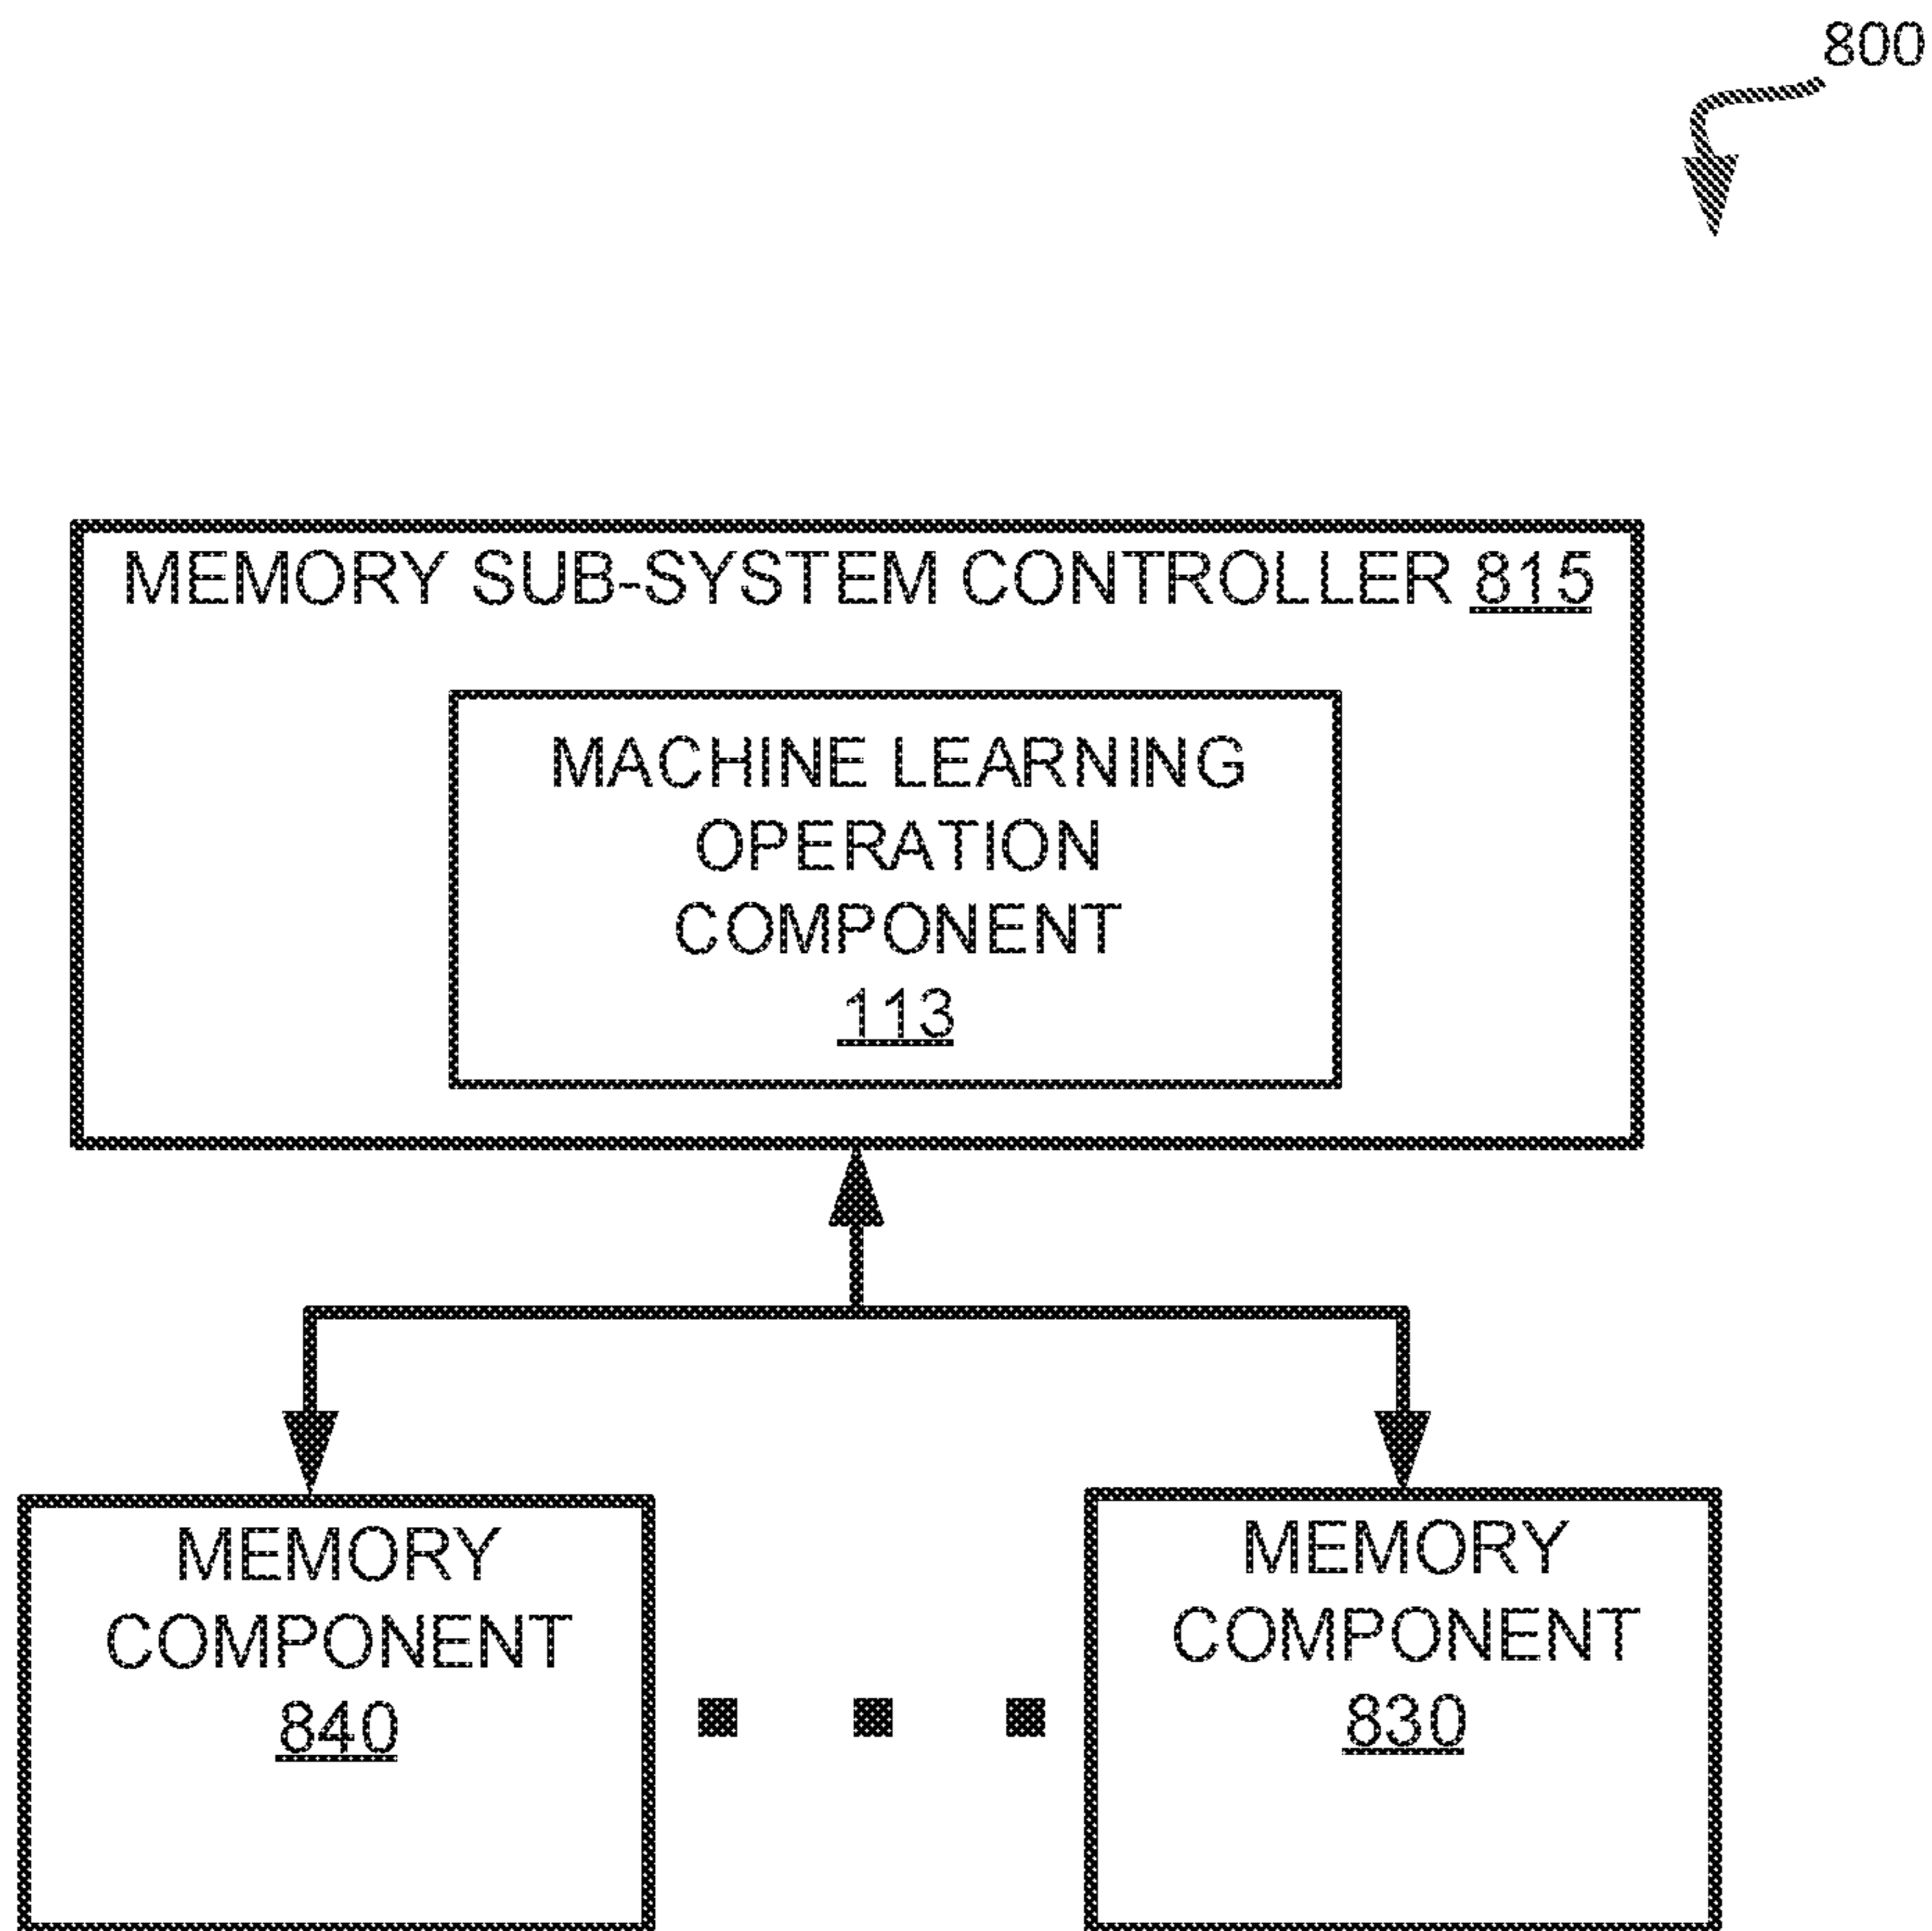 800
MEMORY SUB-SYSTEM CONTROLLER 815
MACHINE LEARNING
OPERATION
COMPONENT
113
MEMORY
COMPONENT
840
MEMORY
COMPONENT
830